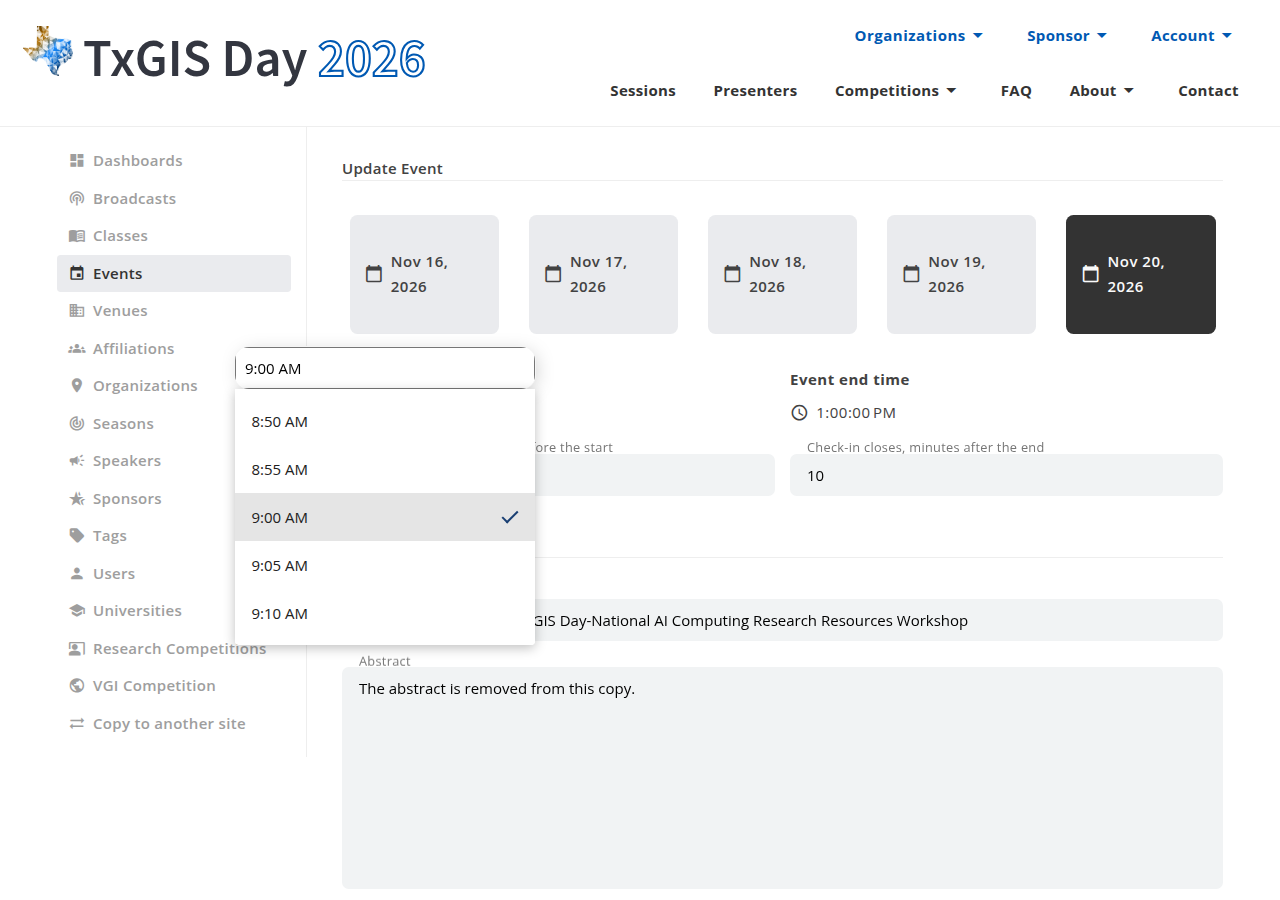 TxGIS Day 2026
Organizations
Sponsor
Account
Sessions
Presenters
Competitions
FAQ
About
Contact
Dashboards
Broadcasts
Classes
Events
Venues
Affiliations
Organizations
Seasons
Speakers
Sponsors
Tags
Users
Universities
Research Competitions
VGI Competition
Copy to another site
Update Event
Nov 16,
2026
Nov 17,
2026
Nov 18,
2026
Nov 19,
2026
Nov 20,
2026
9:00 AM
8:50 AM
8:55 AM
9:00 AM
9:05 AM
9:10 AM
Event end time
1:00:00 PM
the start
Check-in closes, minutes after the end
10
Day-National AI Computing Research Resources Workshop
Abstract
The abstract is removed from this copy.